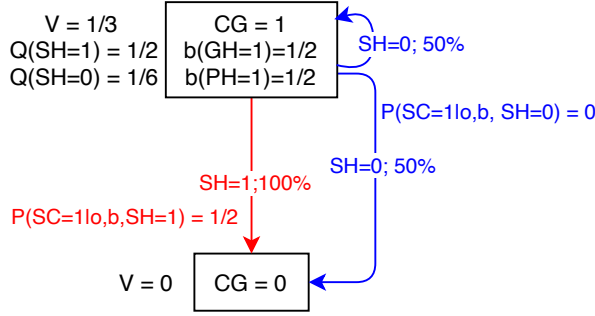 V = 1/3
Q(SH=1) = 1/2
Q(SH=0) = 1/6
CG = 1
b(GH=1)=1/2
b(PH=1)=1/2
SH=0; 50%
P(SC=1lo,b, SH=0) = 0
SH=0; 50%
SH=1;100%
P(SC=1lo,b,SH=1) = 1/2
V = 0
CG = 0